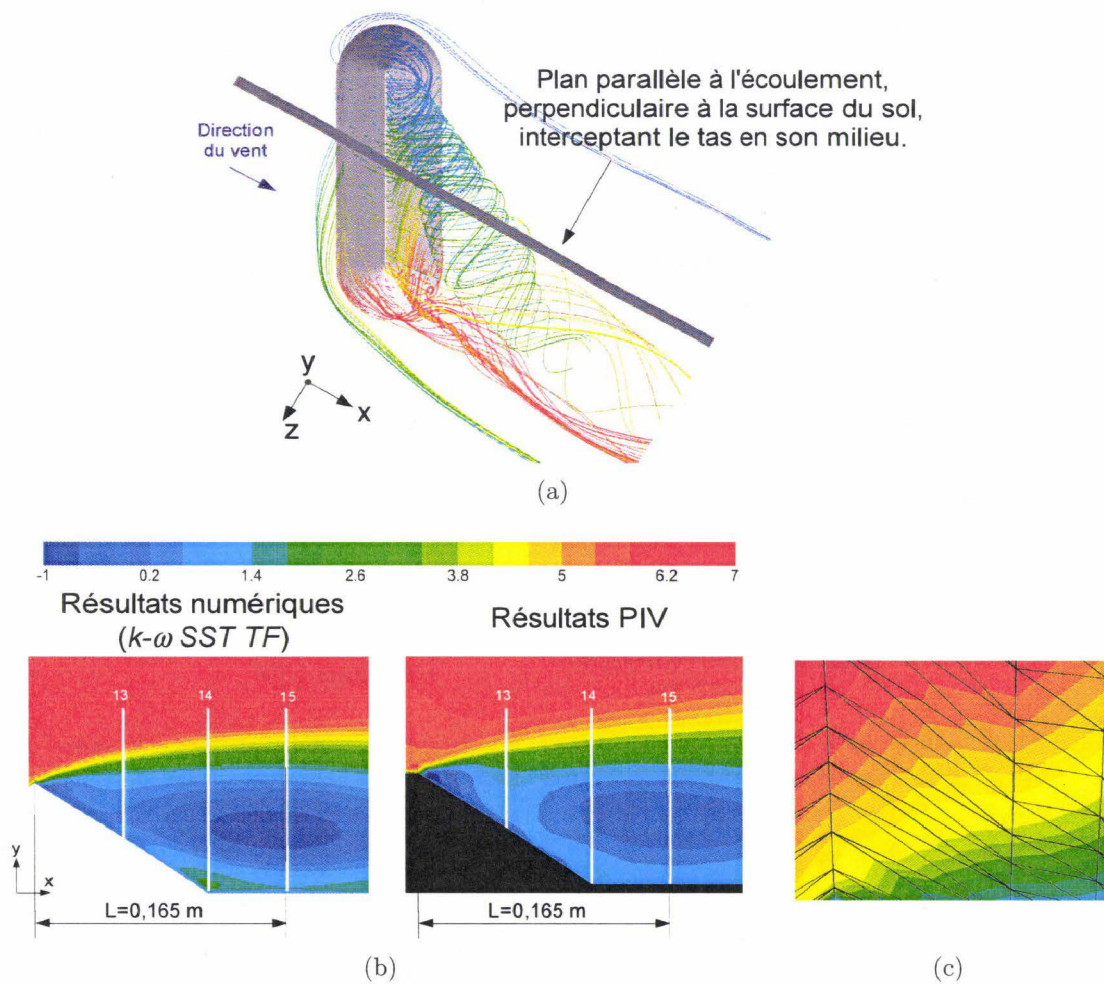 Plan parallèle à l'écoulement,
perpendiculaire à la surface du sol,
interceptant le tas en son milieu.
Direction
du vent
y
x
z
(a)
-1 0.2 1.4 2.6 3.8 5 6.2 7
Résultats numériques
(k-ω SST TF)
Résultats PIV
13 14 15
13 14 15
y
x
L=0,165 m
L=0,165 m
(b)
(c)